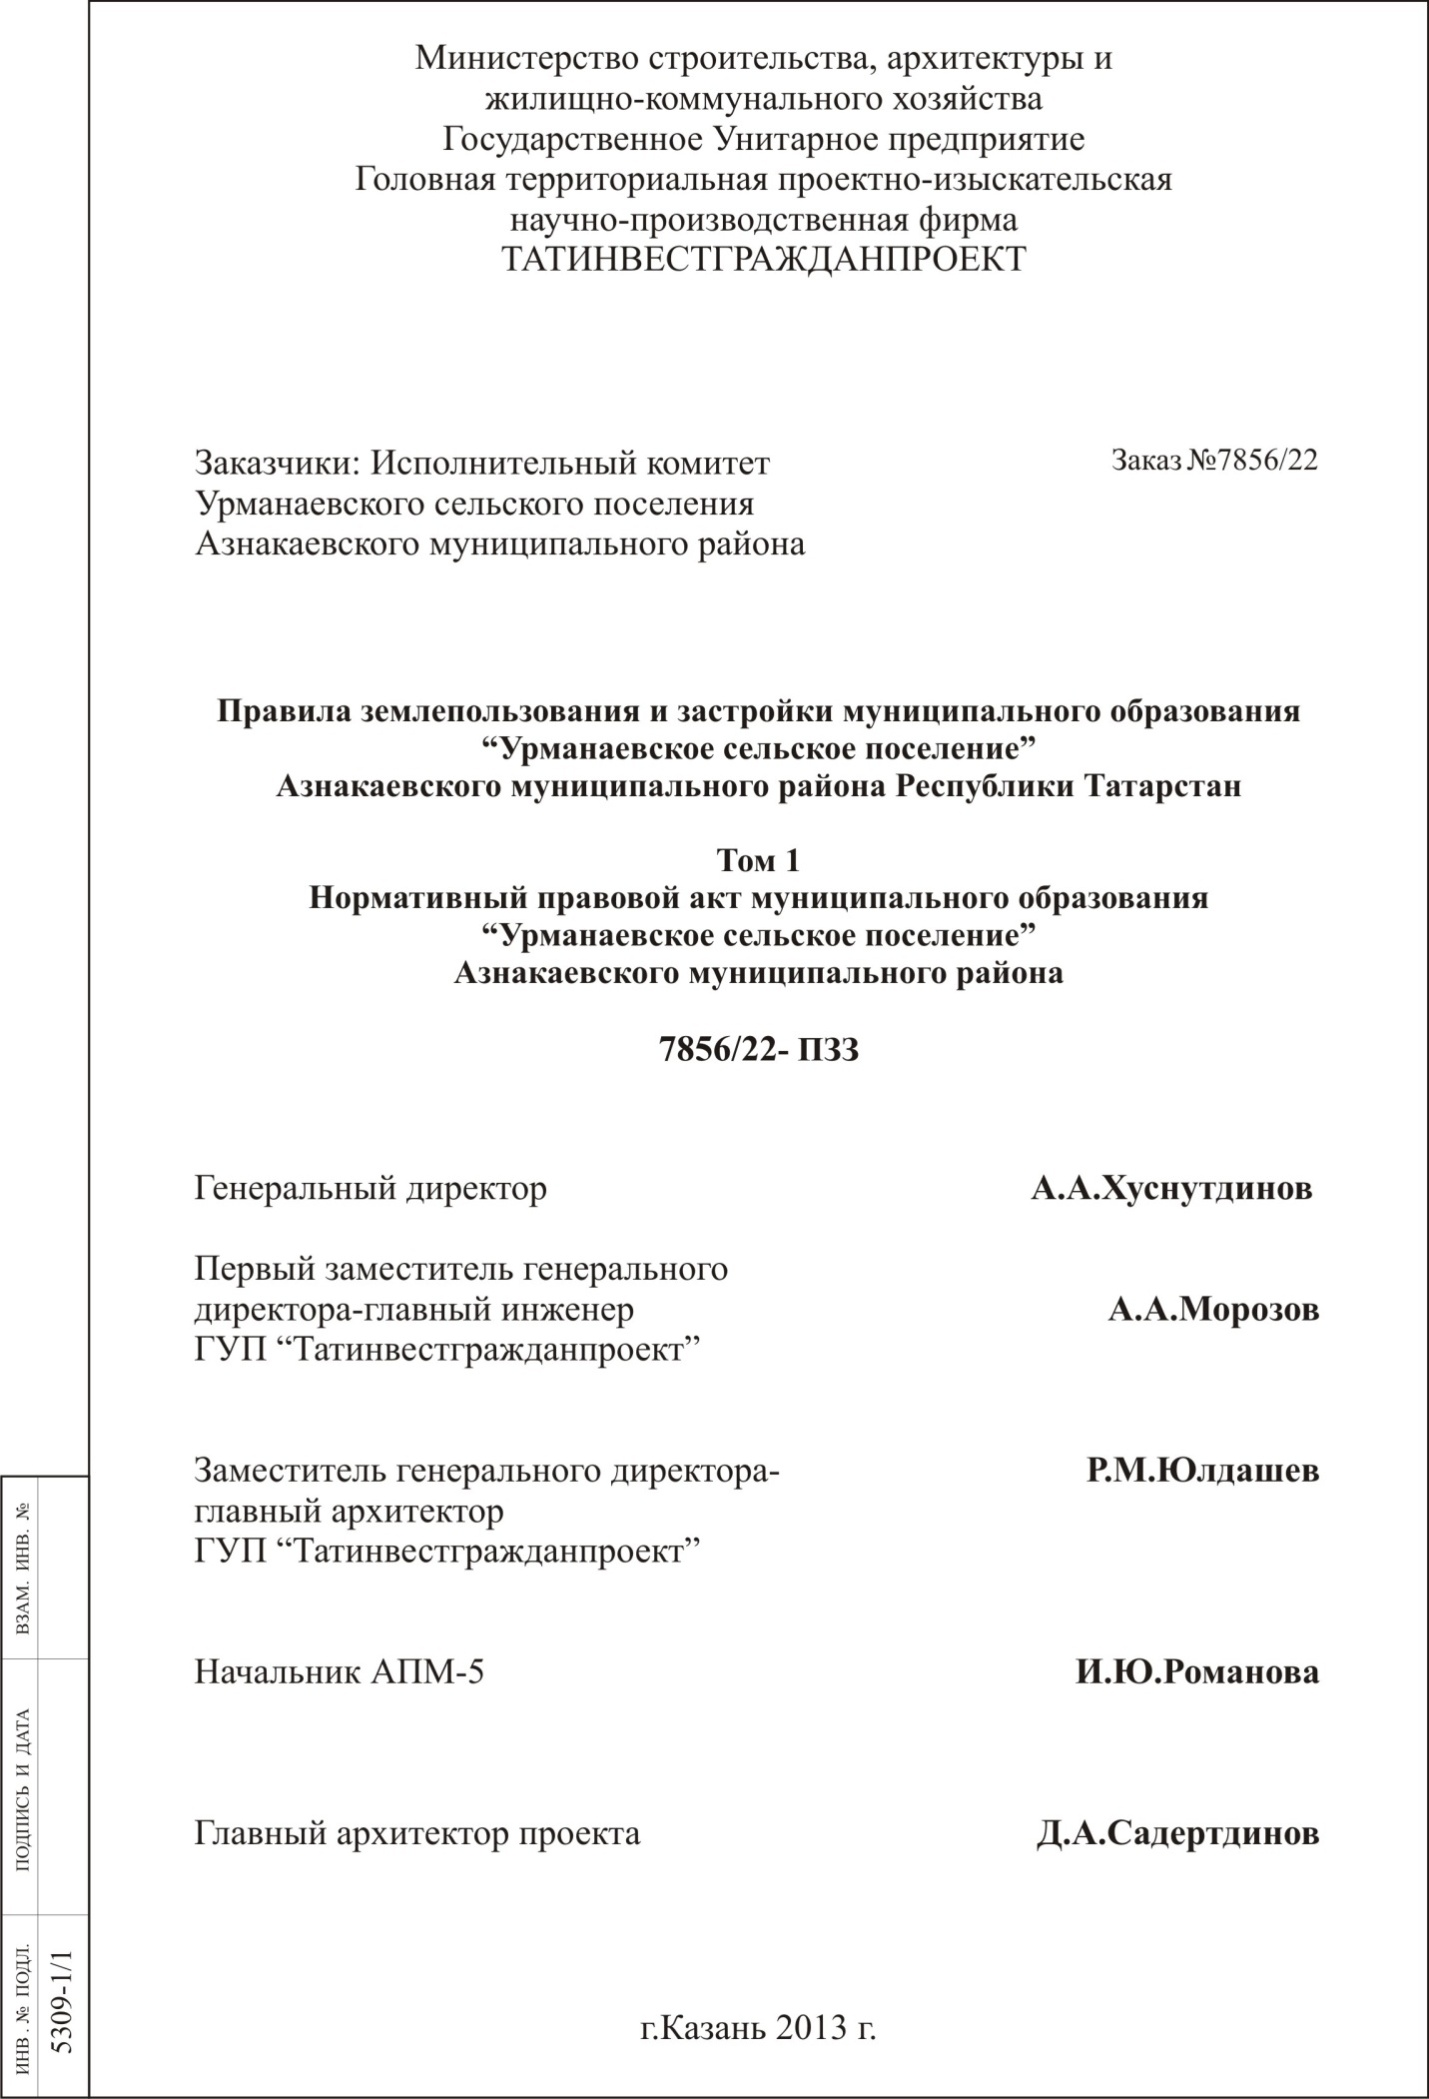 Министерство строительства, архитектуры и
жилищно-коммунального хозяйства
Государственное Унитарное предприятие
Головная территориальная проектно-изыскательская
научно-производственная фирма
ТАТИНВЕСТГРАЖДАНПРОЕКТ
Заказчики: Исполнительный комитет
Урманаевского сельского поселения
Азнакаевского муниципального района
Заказ №7856/22
Правила землепользования и застройки муниципального образования
“Урманаевское сельское поселение”
Азнакаевского муниципального района Республики Татарстан
Том 1
Нормативный правовой акт муниципального образования
“Урманаевское сельское поселение”
Азнакаевского муниципального района
7856/22- ПЗЗ
Генеральный директор А.А.Хуснутдинов
Первый заместитель генерального
директора-главный инженер А.А.Морозов
ГУП “Татинвестгражданпроект”
Заместитель генерального директора- Р.М.Юлдашев
главный архитектор
ГУП “Татинвестгражданпроект”
Начальник АПМ-5 И.Ю.Романова
Главный архитектор проекта Д.А.Садертдинов
г.Казань 2013 г.
ВЗАМ. ИНВ. №
ПОДПИСЬ И ДАТА
ИНВ. № ПОДЛ.
5309-1/1